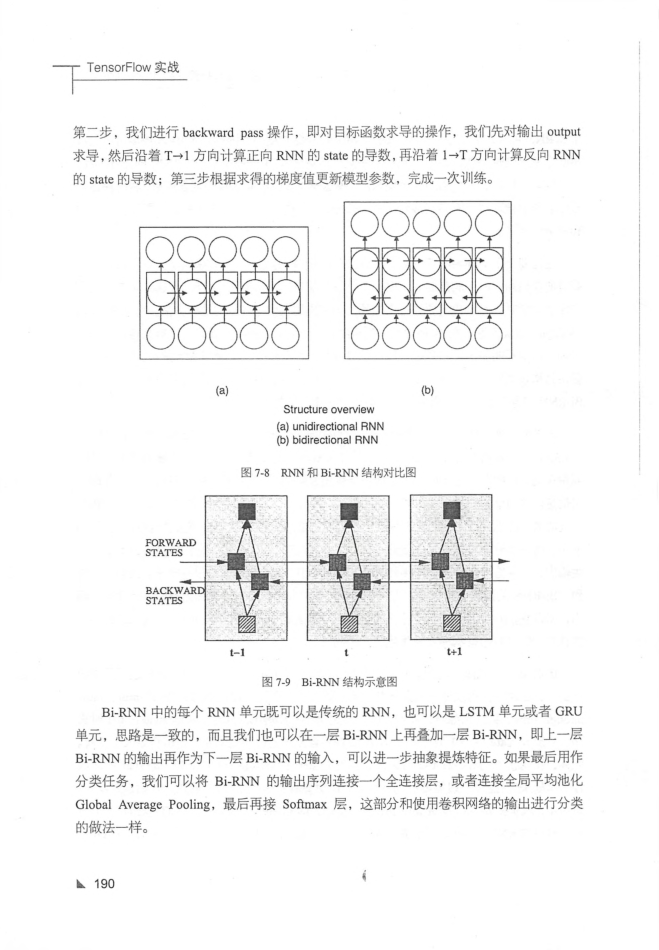 TensorFlow 实战
第二步，我们进行 backward pass 操作，即对目标函数求导的操作，我们先对输出 output
求导，然后沿着 T→1 方向计算正向 RNN 的 state 的导数，再沿着 1→T 方向计算反向 RNN
的 state 的导数；第三步根据求得的梯度值更新模型参数，完成一次训练。
(a)
(b)
Structure overview
(a) unidirectional RNN
(b) bidirectional RNN
图 7-8 RNN 和 Bi-RNN 结构对比图
FORWARD
STATES
BACKWARD
STATES
t−1
t
t+1
图 7-9 Bi-RNN 结构示意图
Bi-RNN 中的每个 RNN 单元既可以是传统的 RNN，也可以是 LSTM 单元或者 GRU
单元，思路是一致的，而且我们也可以在一层 Bi-RNN 上再叠加一层 Bi-RNN，即上一层
Bi-RNN 的输出再作为下一层 Bi-RNN 的输入，可以进一步抽象提炼特征。如果最后用作
分类任务，我们可以将 Bi-RNN 的输出序列连接一个全连接层，或者连接全局平均池化
Global Average Pooling，最后再接 Softmax 层，这部分和使用卷积网络的输出进行分类
的做法一样。
190